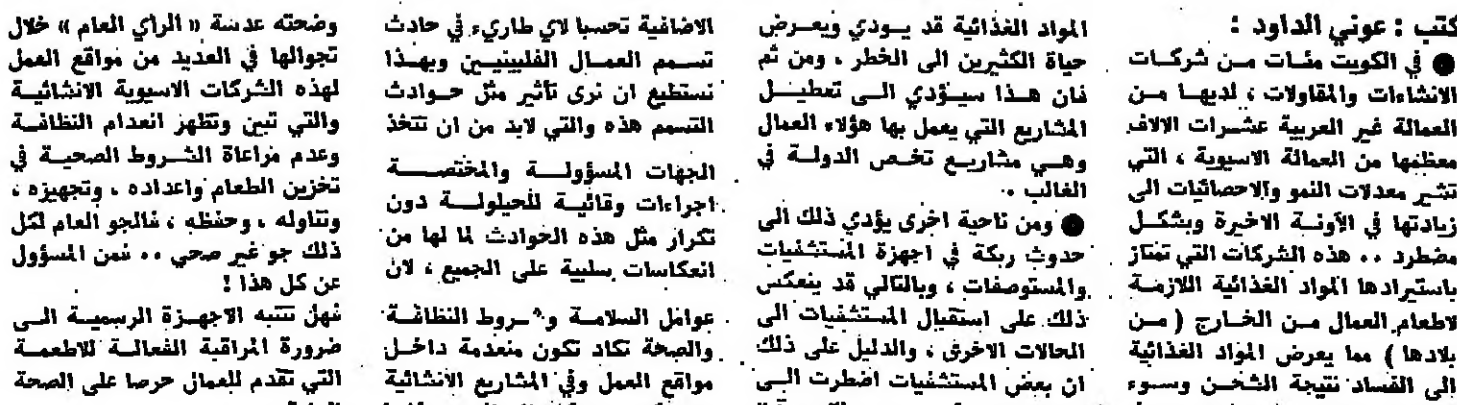 كتب : عوني الداود :
● في الكويت مئات من شركات
الانشاءات والمقاولات ، لديها من
العمالة غير العربية عشرات الالاف
معظمها من العمالة الاسيوية ، التي
تشير معدلات النمو والاحصائيات الى
زيادتها في الآونة الاخيرة وبشكل
مضطرد .. هذه الشركات التي تمتاز
باستيرادها المواد الغذائية اللازمة
لاطعام العمال من الخارج ( من
بلادها ) مما يعرض المواد الغذائية
الى الفساد نتيجة الشحن وسوء
المواد الغذائية قد يودي ويعرض
حياة الكثيرين الى الخطر ، ومن ثم
فان هذا سيؤدي الى تعطيل
المشاريع التي يعمل بها هؤلاء العمال
وهي مشاريع تخص الدولة في
الغالب .
● ومن ناحية اخرى يؤدي ذلك الى
حدوث ربكة في اجهزة المستشفيات
والمستوصفات ، وبالتالي قد ينعكس
ذلك على استقبال المستشفيات الى
الحالات الاخرى ، والدليل على ذلك
ان بعض المستشفيات اضطرت الى
الاضافية تحسبا لاي طاريء في حادث
تسمم العمال الفلبينيين وبهذا
نستطيع ان نرى تأثير مثل حوادث
التسمم هذه والتي لابد من ان تتخذ
الجهات المسؤولة والمختصة
اجراءات وقائية للحيلولة دون
تكرار مثل هذه الحوادث لما لها من
انعكاسات سلبية على الجميع ، لان
عوامل السلامة وشروط النظافة
والصحة تكاد تكون منعدمة داخل
مواقع العمل وفي المشاريع الانشائية
وضحته عدسة « الراي العام » خلال
تجوالها في العديد من مواقع العمل
لهذه الشركات الاسيوية الانشائية
والتي تبين وتظهر انعدام النظافة
وعدم مراعاة الشروط الصحية في
تخزين الطعام واعداده ، وتجهيزه ،
وتناوله ، وحفظه ، فالجو العام لكل
ذلك جو غير صحي .. فمن المسؤول
عن كل هذا !
فهل تتنبه الاجهزة الرسمية الى
ضرورة المراقبة الفعالة للاطعمة
التي تقدم للعمال حرصا على الصحة